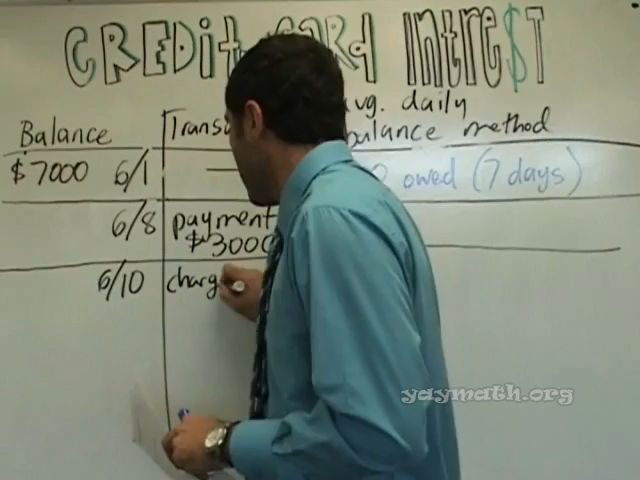 CREDIT CARD INTRE$T
avg. daily
balance method
Balance
$7000 6/1
owed (7 days)
6/8 payment
$3000
6/10 charg
yaymath.org